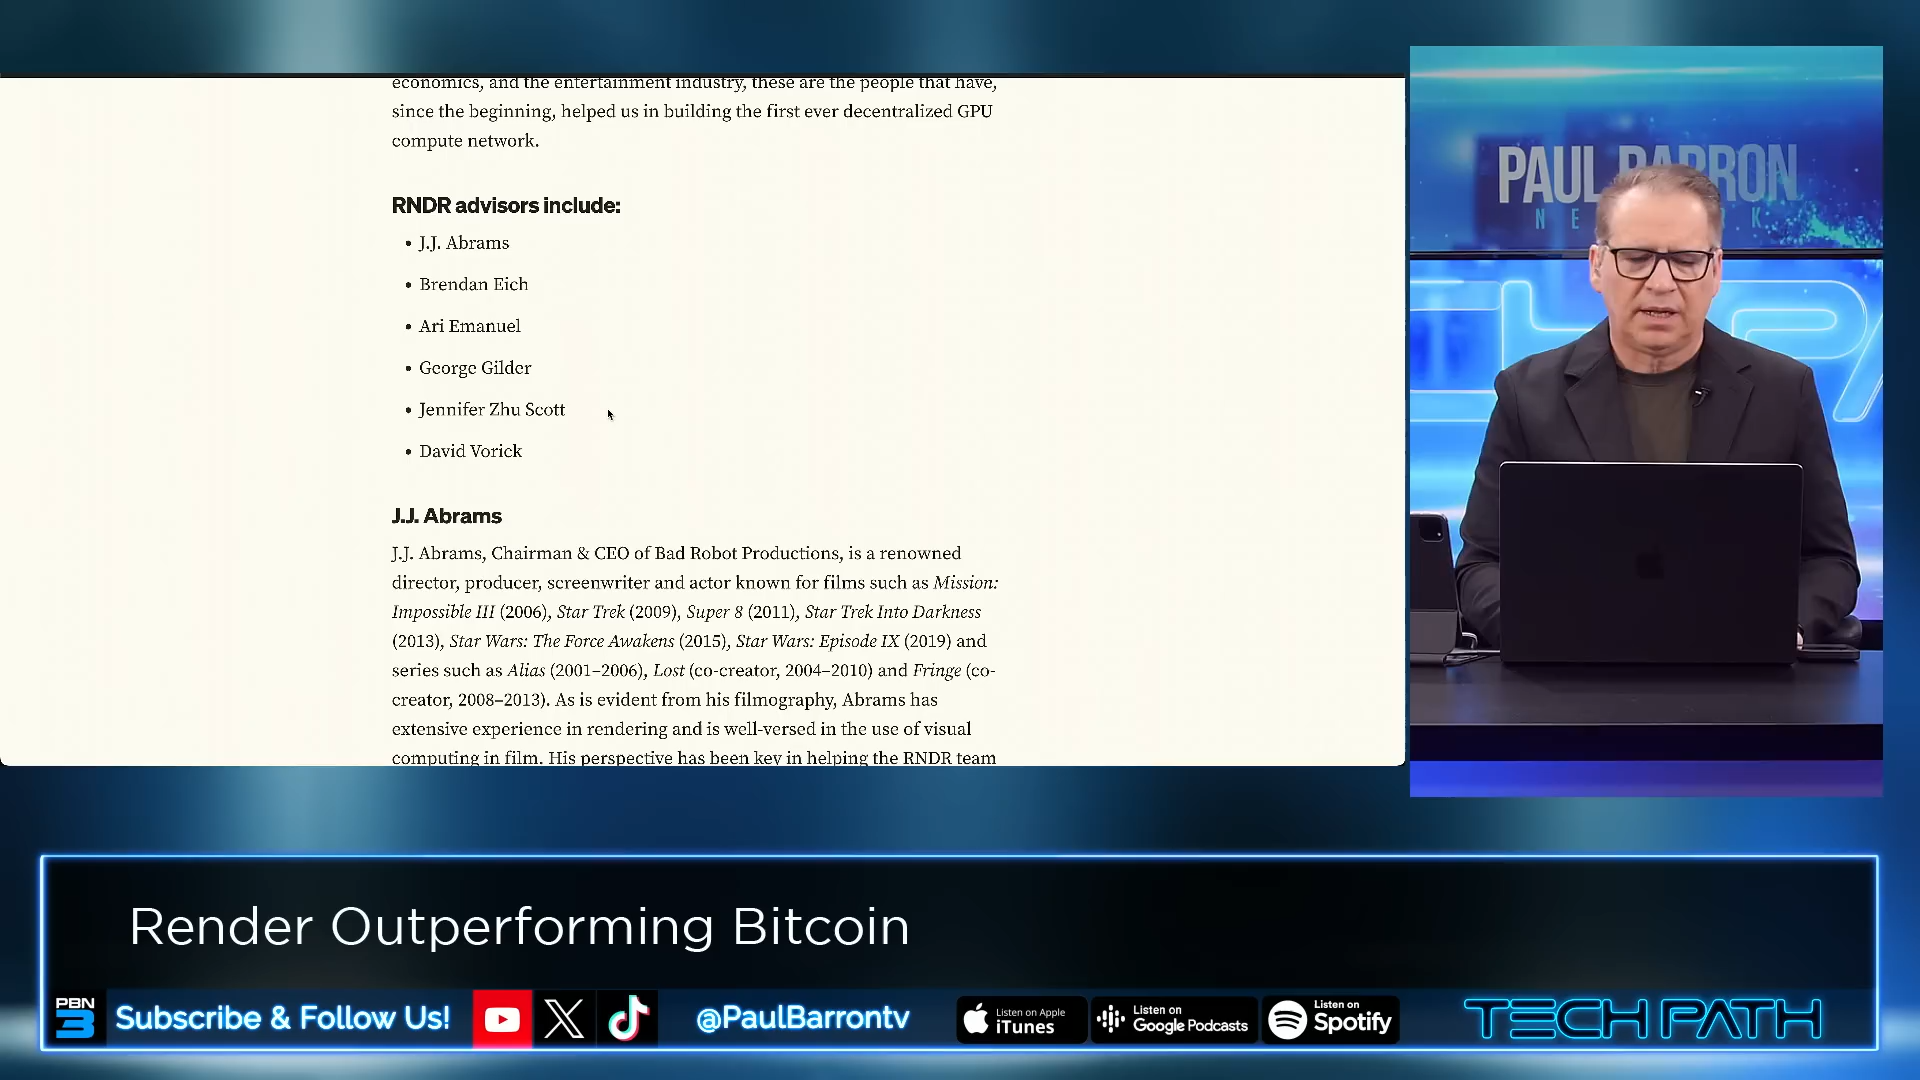 economics, and the entertainment industry, these are the people that have,
since the beginning, helped us in building the first ever decentralized GPU
compute network.
RNDR advisors include:
• J.J. Abrams
• Brendan Eich
• Ari Emanuel
• George Gilder
• Jennifer Zhu Scott
• David Vorick
J.J. Abrams
J.J. Abrams, Chairman & CEO of Bad Robot Productions, is a renowned
director, producer, screenwriter and actor known for films such as Mission:
Impossible III (2006), Star Trek (2009), Super 8 (2011), Star Trek Into Darkness
(2013), Star Wars: The Force Awakens (2015), Star Wars: Episode IX (2019) and
series such as Alias (2001–2006), Lost (co-creator, 2004–2010) and Fringe (co-
creator, 2008–2013). As is evident from his filmography, Abrams has
extensive experience in rendering and is well-versed in the use of visual
computing in film. His perspective has been key in helping the RNDR team
PAUL BARRON
Render Outperforming Bitcoin
PBN
3
Subscribe & Follow Us!
@PaulBarrontv
Listen on Apple
iTunes
Listen on
Google Podcasts
Listen on
Spotify
TECH PATH